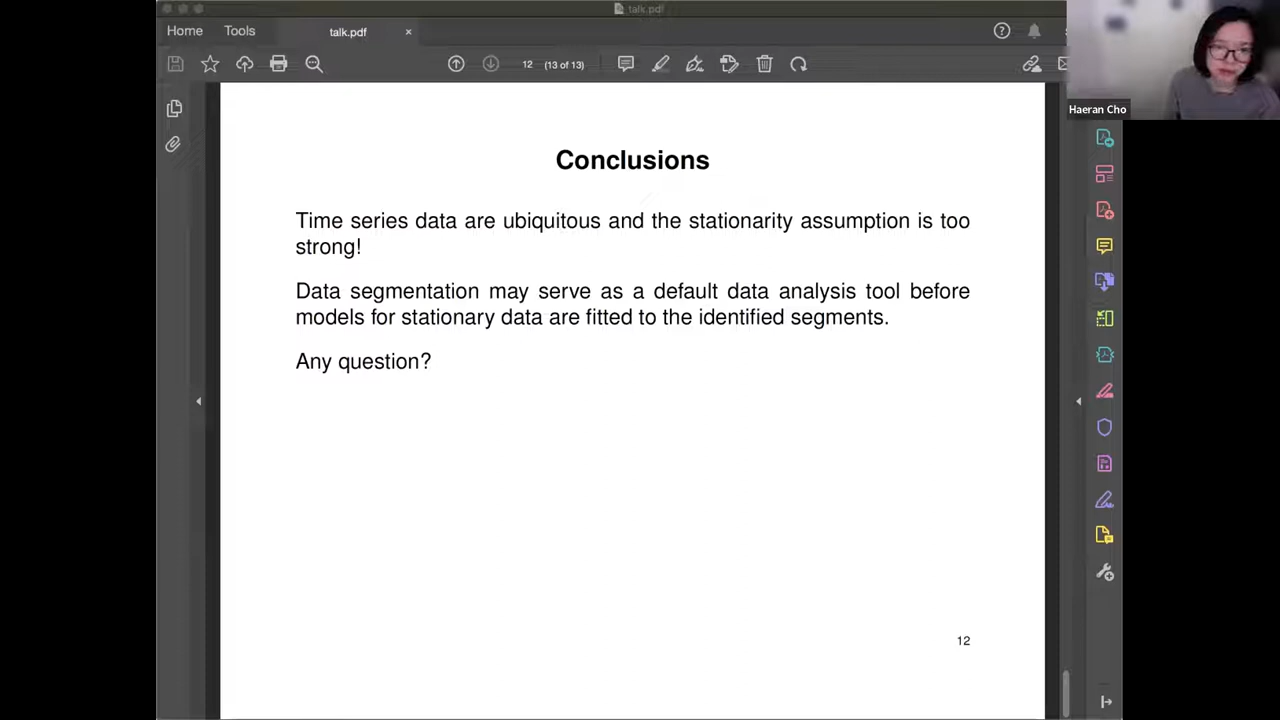 talk.pdf
Home Tools talk.pdf ×
12 (13 of 13)
Haeran Cho
Conclusions
Time series data are ubiquitous and the stationarity assumption is too
strong!
Data segmentation may serve as a default data analysis tool before
models for stationary data are fitted to the identified segments.
Any question?
12